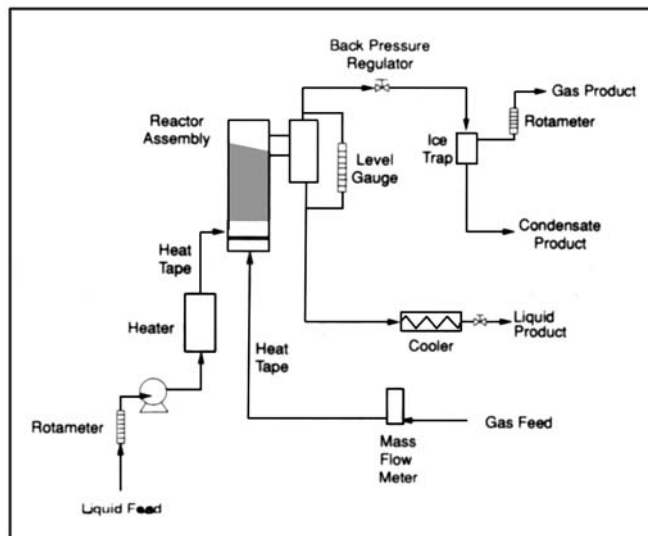 Back Pressure
Regulator
Gas Product
Reactor
Assembly
Rotameter
Ice
Trap
Level
Gauge
Condensate
Product
Heat
Tape
Heater
Liquid
Product
Cooler
Heat
Tape
Rotameter
Gas Feed
Mass
Flow
Meter
Liquid Feed